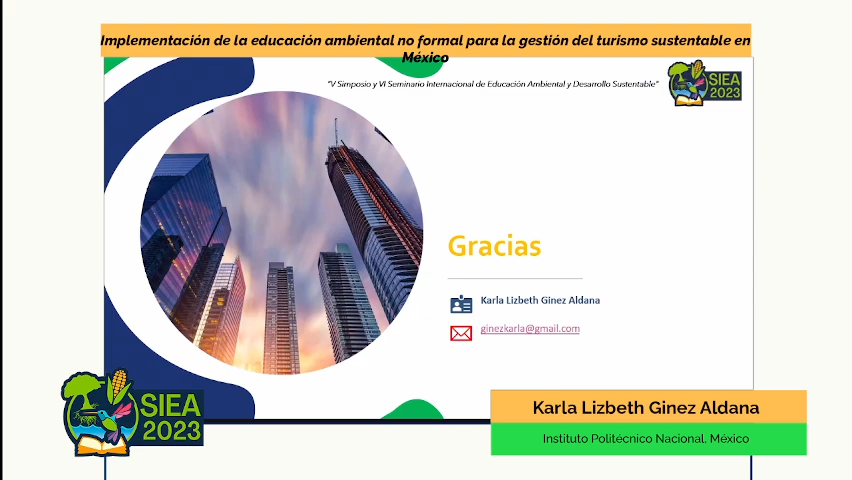 Implementación de la educación ambiental no formal para la gestión del turismo sustentable en
México
"V Simposio y VI Seminario Internacional de Educación Ambiental y Desarrollo Sustentable"
SIEA
2023
Gracias
Karla Lizbeth Ginez Aldana
ginezkarla@gmail.com
SIEA
2023
Karla Lizbeth Ginez Aldana
Instituto Politécnico Nacional, México